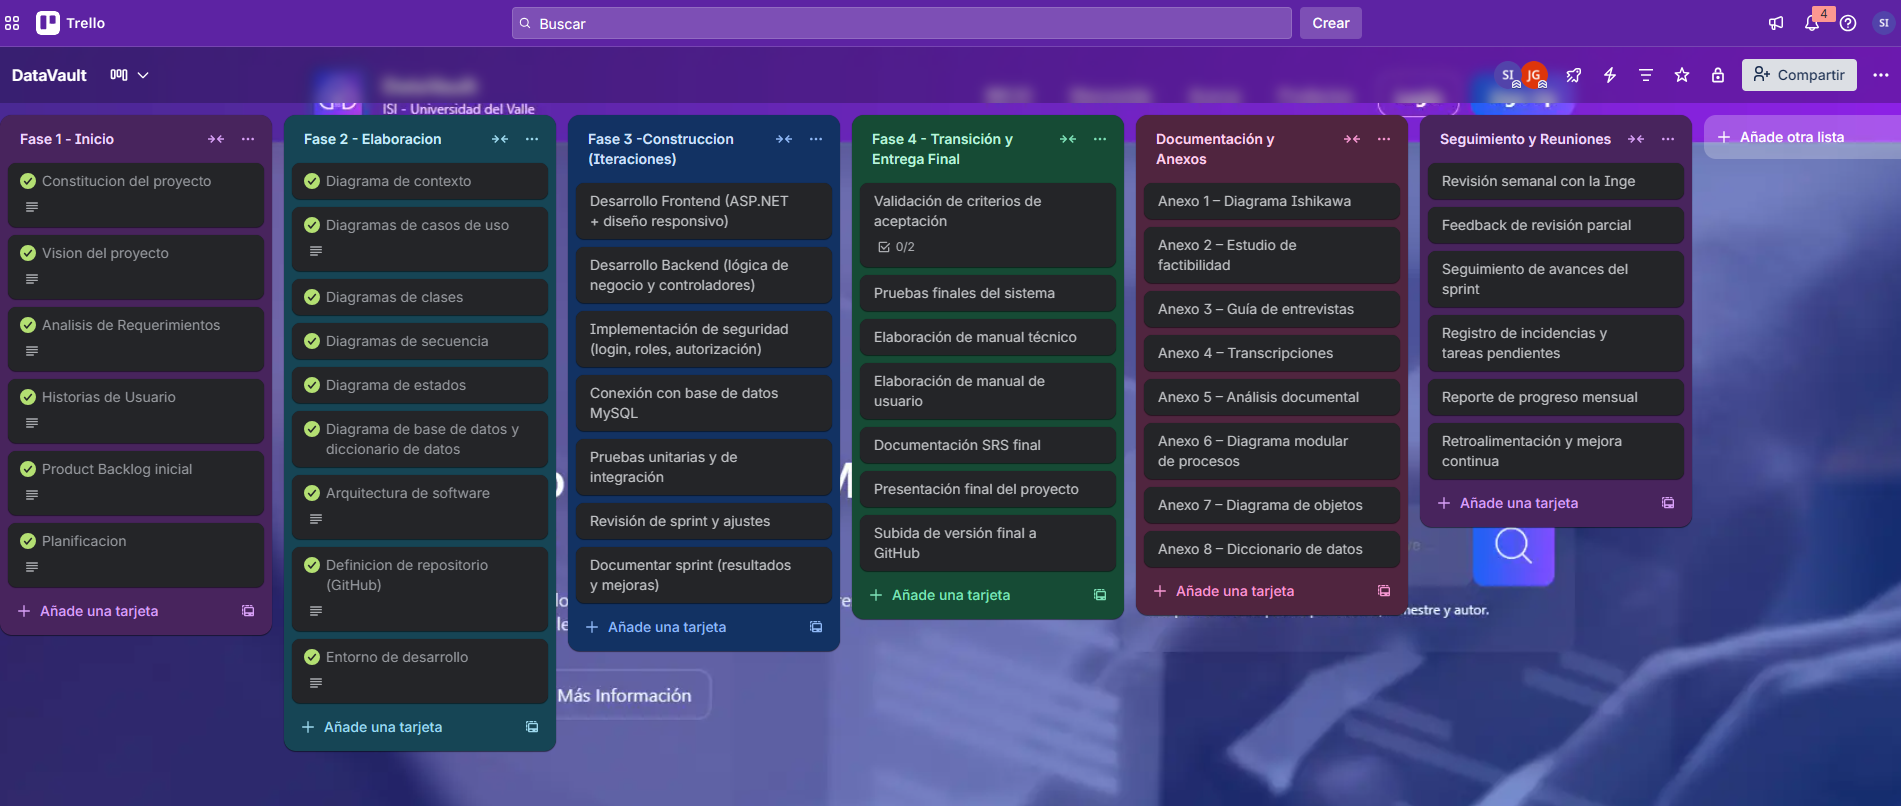 Trello
Buscar
Crear
4
SI
DataVault
SI
JG
Compartir
DataVault
ISI - Universidad del Valle
Fase 1 - Inicio
Constitucion del proyecto
Vision del proyecto
Analisis de Requerimientos
Historias de Usuario
Product Backlog inicial
Planificacion
Añade una tarjeta
Fase 2 - Elaboracion
Diagrama de contexto
Diagramas de casos de uso
Diagramas de clases
Diagramas de secuencia
Diagrama de estados
Diagrama de base de datos y
diccionario de datos
Arquitectura de software
Definicion de repositorio
(GitHub)
Entorno de desarrollo
Añade una tarjeta
Fase 3 -Construccion
(Iteraciones)
Desarrollo Frontend (ASP.NET
+ diseño responsivo)
Desarrollo Backend (lógica de
negocio y controladores)
Implementación de seguridad
(login, roles, autorización)
Conexión con base de datos
MySQL
Pruebas unitarias y de
integración
Revisión de sprint y ajustes
Documentar sprint (resultados
y mejoras)
Añade una tarjeta
Fase 4 - Transición y
Entrega Final
Validación de criterios de
aceptación
0/2
Pruebas finales del sistema
Elaboración de manual técnico
Elaboración de manual de
usuario
Documentación SRS final
Presentación final del proyecto
Subida de versión final a
GitHub
Añade una tarjeta
Documentación y
Anexos
Anexo 1 – Diagrama Ishikawa
Anexo 2 – Estudio de
factibilidad
Anexo 3 – Guía de entrevistas
Anexo 4 – Transcripciones
Anexo 5 – Análisis documental
Anexo 6 – Diagrama modular
de procesos
Anexo 7 – Diagrama de objetos
Anexo 8 – Diccionario de datos
Añade una tarjeta
Seguimiento y Reuniones
Revisión semanal con la Inge
Feedback de revisión parcial
Seguimiento de avances del
sprint
Registro de incidencias y
tareas pendientes
Reporte de progreso mensual
Retroalimentación y mejora
continua
Añade una tarjeta
Añade otra lista
mestre y autor.
Más Información